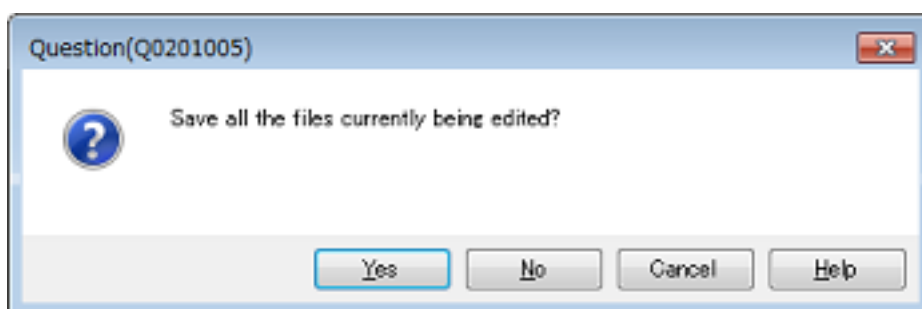 Question(Q0201005)
Save all the files currently being edited?
Yes No Cancel Help